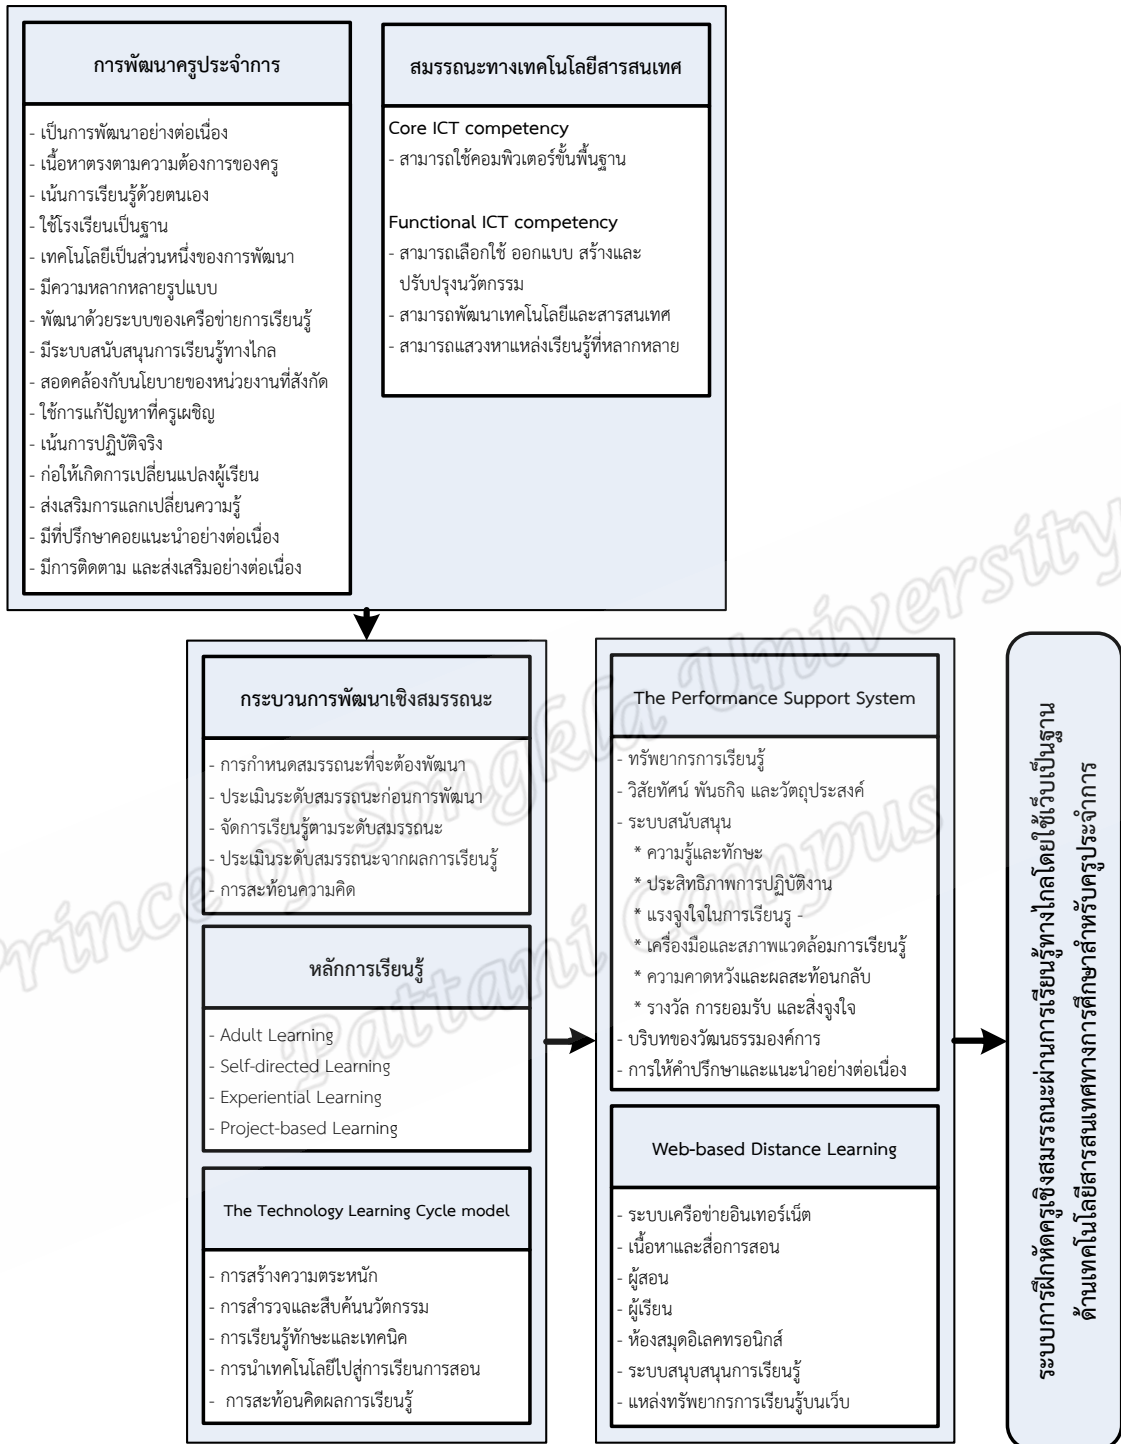 การพัฒนาครูประจำการ
- เป็นการพัฒนาอย่างต่อเนื่อง
- เนื้อหาตรงตามความต้องการของครู
- เน้นการเรียนรู้ด้วยตนเอง
- ใช้โรงเรียนเป็นฐาน
- เทคโนโลยีเป็นส่วนหนึ่งของการพัฒนา
- มีความหลากหลายรูปแบบ
- พัฒนาด้วยระบบของเครือข่ายการเรียนรู้
- มีระบบสนับสนุนการเรียนรู้ทางไกล
- สอดคล้องกับนโยบายของหน่วยงานที่สังกัด
- ใช้การแก้ปัญหาที่ครูเผชิญ
- เน้นการปฏิบัติจริง
- ก่อให้เกิดการเปลี่ยนแปลงผู้เรียน
- ส่งเสริมการแลกเปลี่ยนความรู้
- มีที่ปรึกษาคอยแนะนำอย่างต่อเนื่อง
- มีการติดตาม และส่งเสริมอย่างต่อเนื่อง
สมรรถนะทางเทคโนโลยีสารสนเทศ
Core ICT competency
- สามารถใช้คอมพิวเตอร์ขั้นพื้นฐาน
Functional ICT competency
- สามารถเลือกใช้ ออกแบบ สร้างและ
ปรับปรุงนวัตกรรม
- สามารถพัฒนาเทคโนโลยีและสารสนเทศ
- สามารถแสวงหาแหล่งเรียนรู้ที่หลากหลาย
กระบวนการพัฒนาเชิงสมรรถนะ
- การกำหนดสมรรถนะที่จะต้องพัฒนา
- ประเมินระดับสมรรถนะก่อนการพัฒนา
- จัดการเรียนรู้ตามระดับสมรรถนะ
- ประเมินระดับสมรรถนะจากผลการเรียนรู้
- การสะท้อนความคิด
หลักการเรียนรู้
- Adult Learning
- Self-directed Learning
- Experiential Learning
- Project-based Learning
The Technology Learning Cycle model
- การสร้างความตระหนัก
- การสำรวจและสืบค้นนวัตกรรม
- การเรียนรู้ทักษะและเทคนิค
- การนำเทคโนโลยีไปสู่การเรียนการสอน
- การสะท้อนคิดผลการเรียนรู้
The Performance Support System
- ทรัพยากรการเรียนรู้
- วิสัยทัศน์ พันธกิจ และวัตถุประสงค์
- ระบบสนับสนุน
* ความรู้และทักษะ
* ประสิทธิภาพการปฏิบัติงาน
* แรงจูงใจในการเรียนรู -
* เครื่องมือและสภาพแวดล้อมการเรียนรู้
* ความคาดหวังและผลสะท้อนกลับ
* รางวัล การยอมรับ และสิ่งจูงใจ
- บริบทของวัฒนธรรมองค์การ
- การให้คำปรึกษาและแนะนำอย่างต่อเนื่อง
Web-based Distance Learning
- ระบบเครือข่ายอินเทอร์เน็ต
- เนื้อหาและสื่อการสอน
- ผู้สอน
- ผู้เรียน
- ห้องสมุดอิเลคทรอนิกส์
- ระบบสนุบสนุนการเรียนรู้
- แหล่งทรัพยากรการเรียนรู้บนเว็บ
ระบบการฝึกหัดครูเชิงสมรรถนะผ่านการเรียนรู้ทางไกลโดยใช้เว็บเป็นฐาน
ด้านเทคโนโลยีสารสนเทศทางการศึกษาสำหรับครูประจำการ
Prince of Songkla University
Pattani Campus